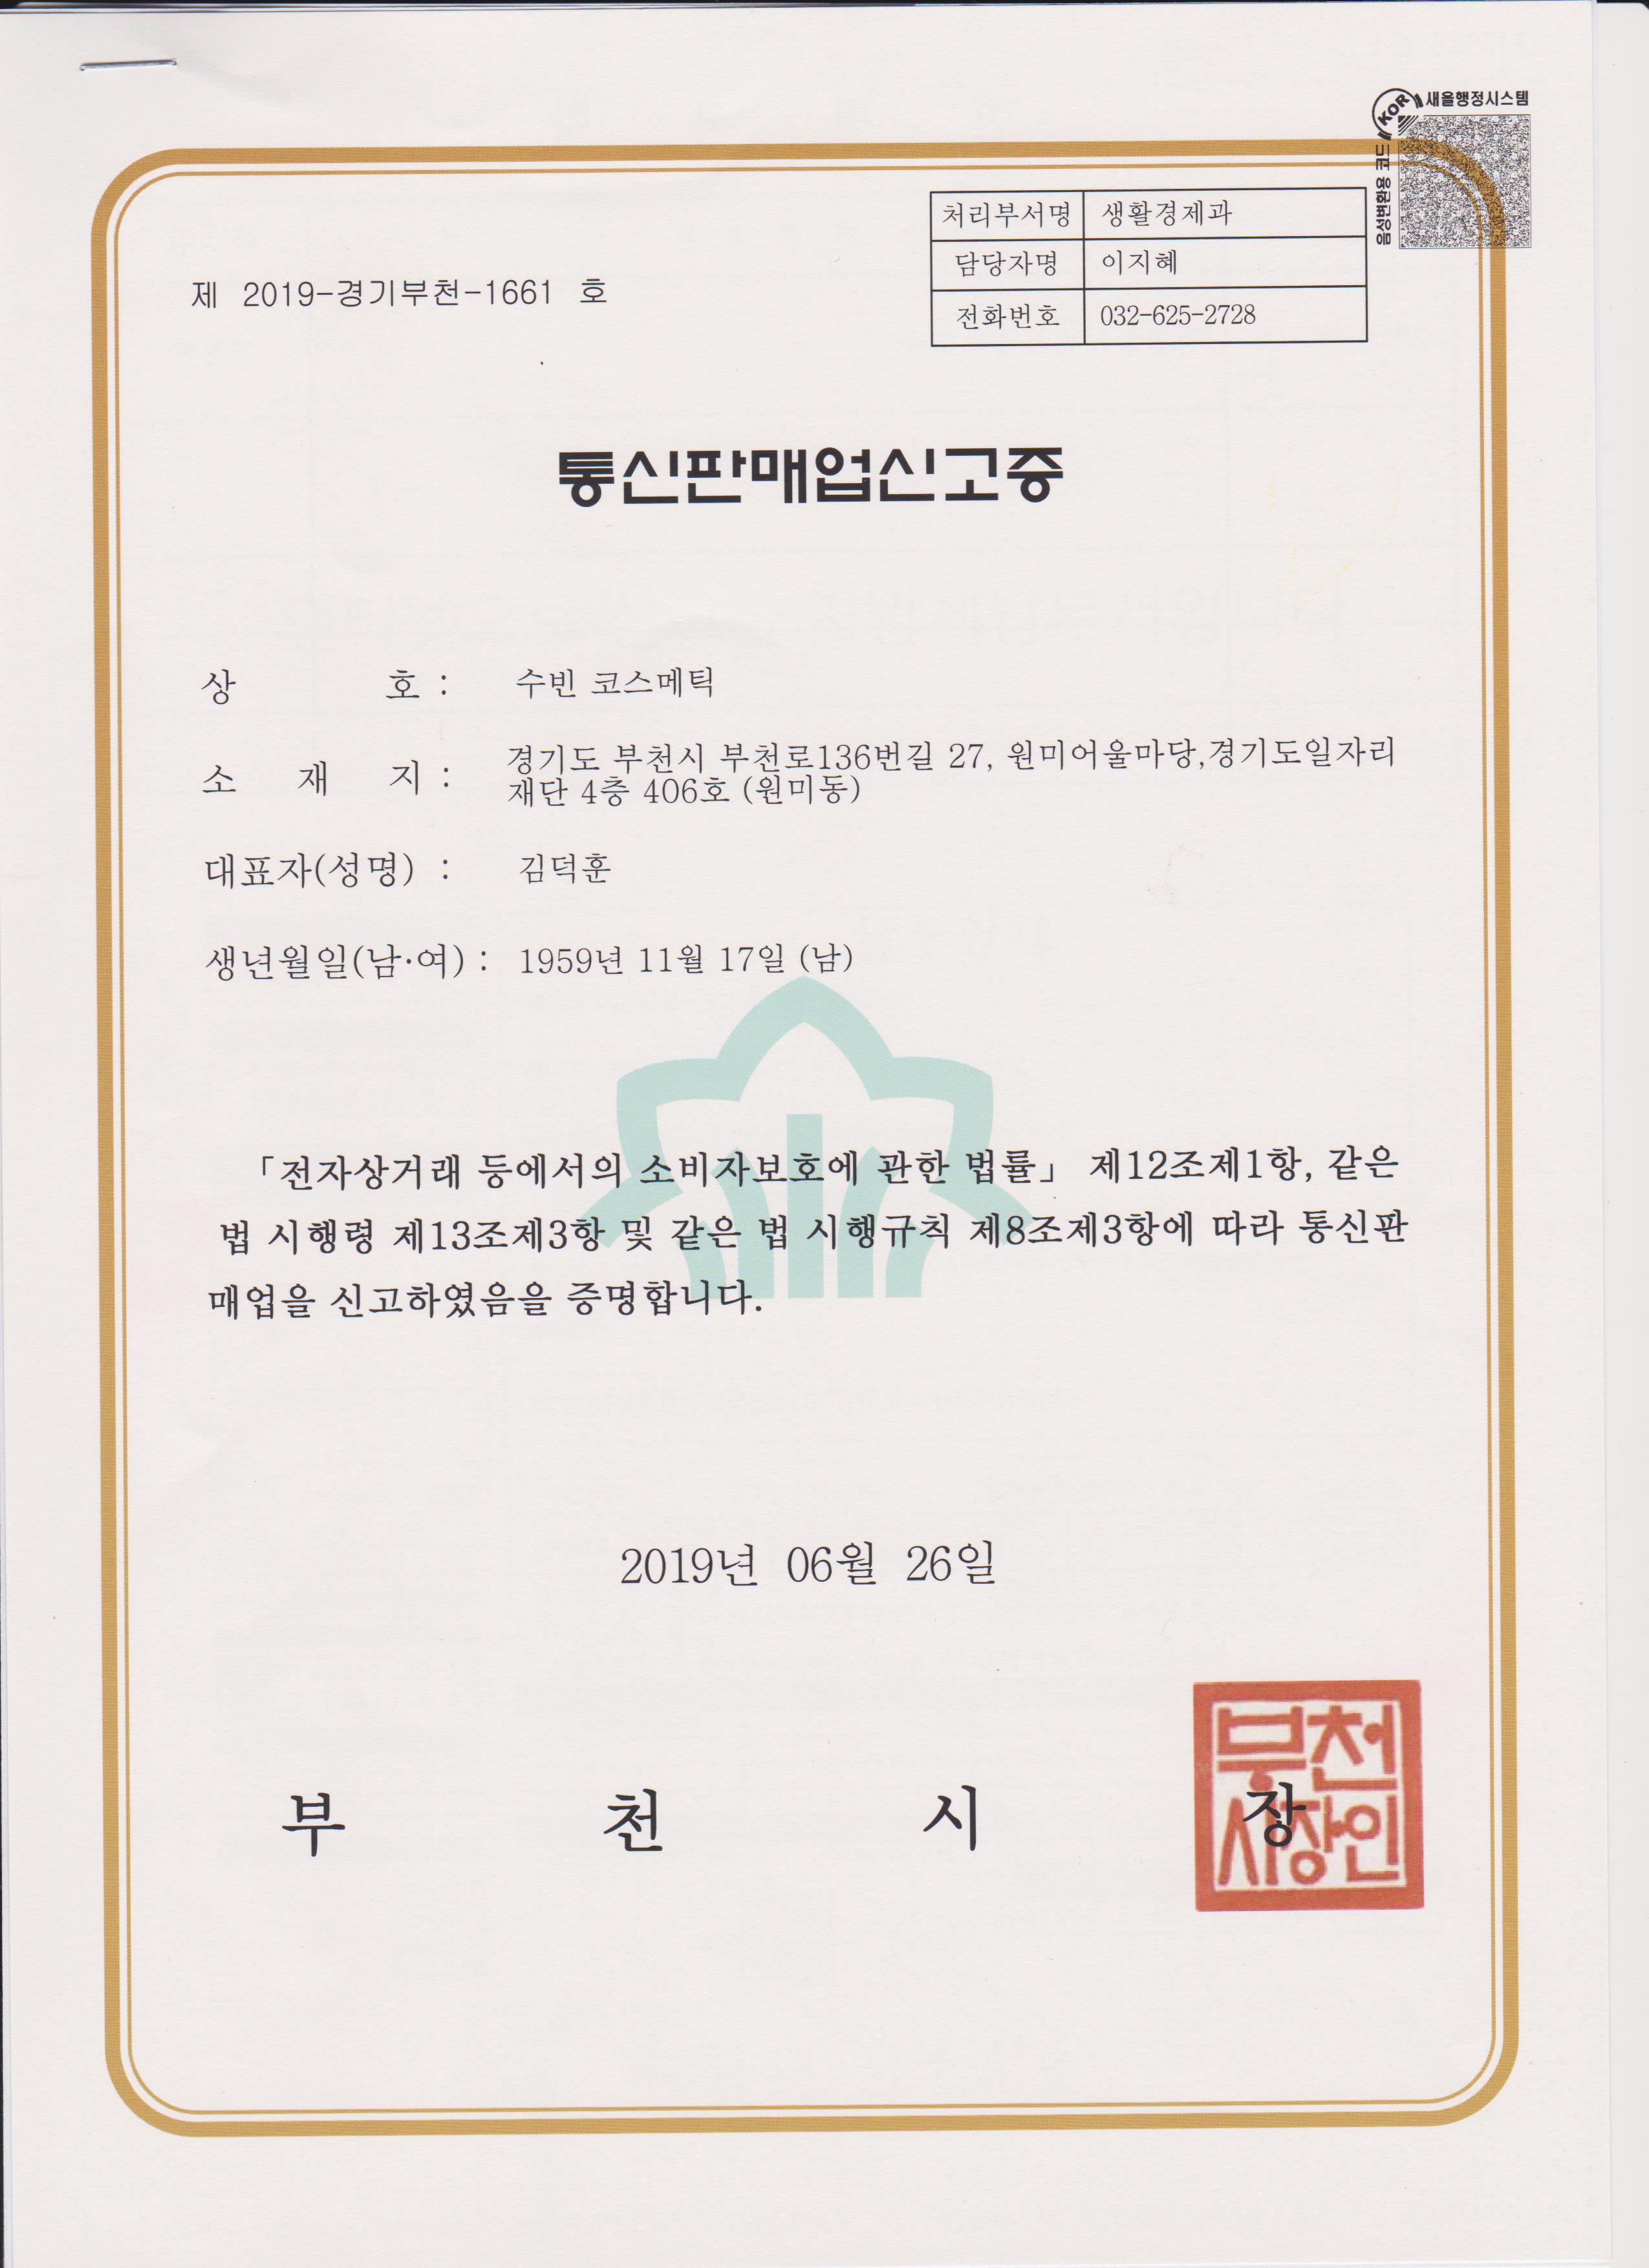 새올행정시스템
KOR
음성변환용 코드
처리부서명 생활경제과
담당자명 이지혜
전화번호 032-625-2728
제 2019-경기부천-1661 호
통신판매업신고증
상 호 : 수빈 코스메틱
소 재 지 : 경기도 부천시 부천로136번길 27, 원미어울마당,경기도일자리
재단 4층 406호 (원미동)
대표자(성명) : 김덕훈
생년월일(남·여) : 1959년 11월 17일 (남)
「전자상거래 등에서의 소비자보호에 관한 법률」 제12조제1항, 같은
법 시행령 제13조제3항 및 같은 법 시행규칙 제8조제3항에 따라 통신판
매업을 신고하였음을 증명합니다.
2019년 06월 26일
부 천 시 장
부천
시장인